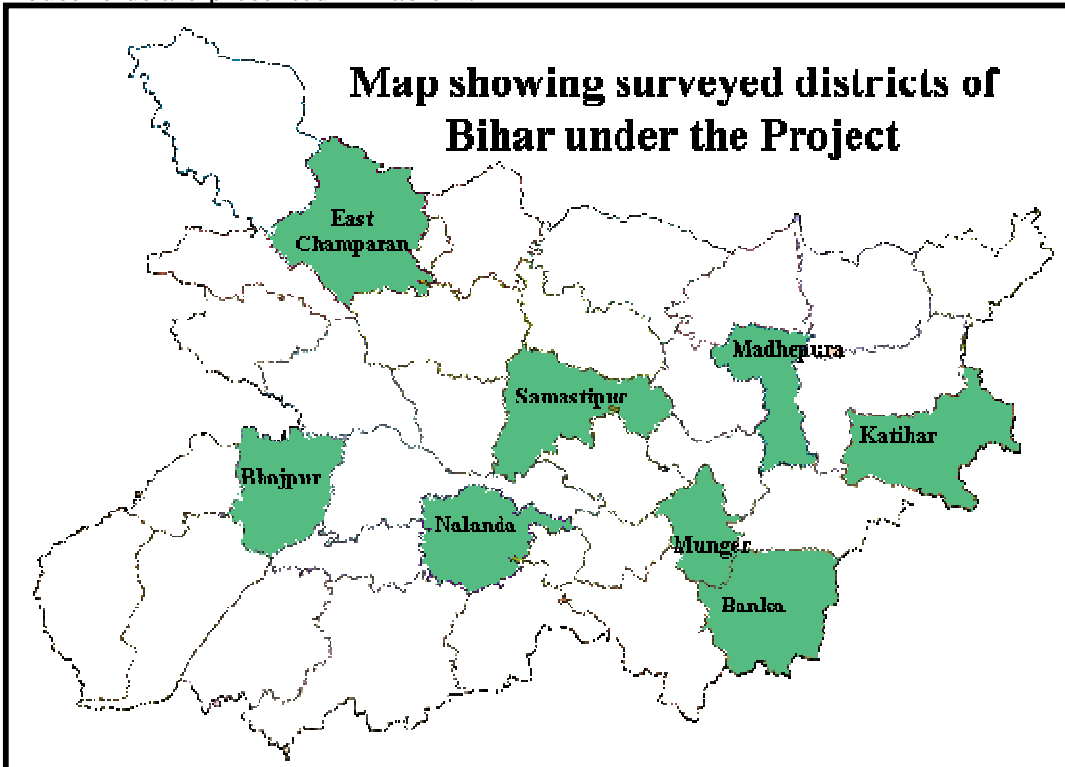 Map showing surveyed districts of
Bihar under the Project
East
Champaran
Madhepura
Samastipur
Katihar
Bhojpur
Nalanda
Munger
Banka